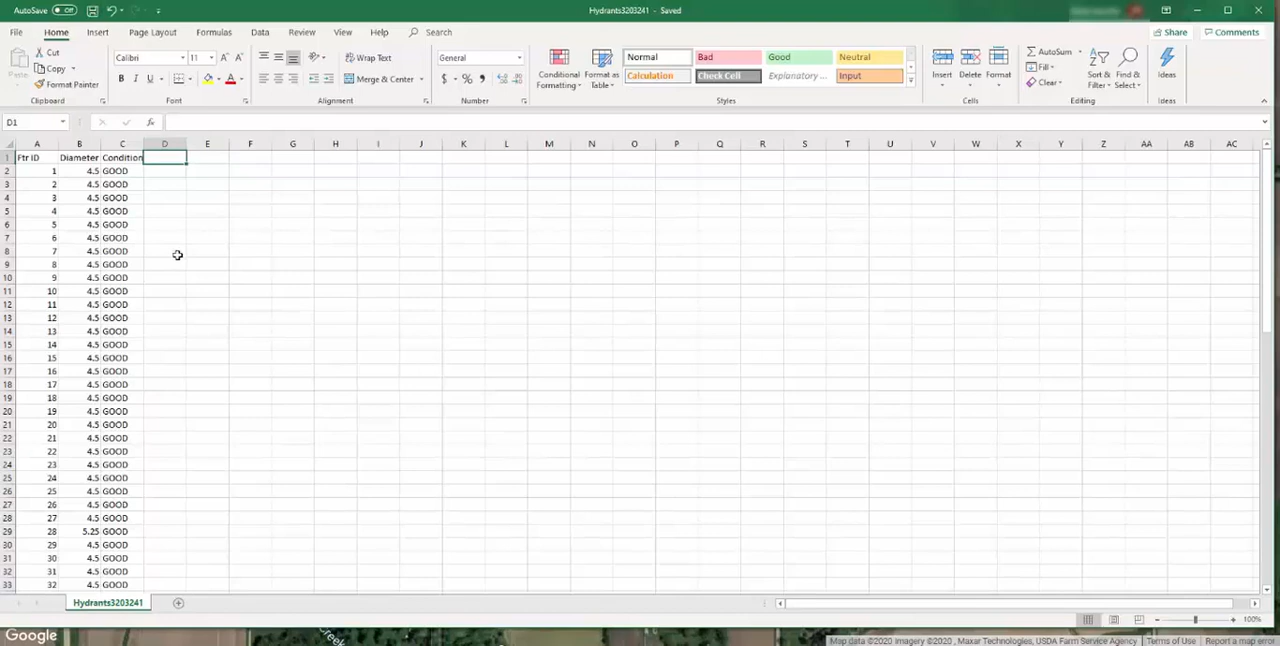 AutoSave Off
Hydrants3203241 - Saved
File Home Insert Page Layout Formulas Data Review View Help Search
Share Comments
Paste
Cut
Copy
Format Painter
Clipboard
Calibri 11
B I U
Font
Wrap Text
Merge & Center
Alignment
General
$ % ,
Number
Conditional Formatting
Format as Table
Normal Bad Good Neutral
Calculation Check Cell Explanatory ... Input
Styles
Insert Delete Format
Cells
AutoSum
Fill
Clear
Sort & Filter
Find & Select
Editing
Ideas
Ideas
D1 fx
A B C D E F G H I J K L M N O P Q R S T U V W X Y Z AA AB AC
1 Ftr ID Diameter Condition
2 1 4.5 GOOD
3 2 4.5 GOOD
4 3 4.5 GOOD
5 4 4.5 GOOD
6 5 4.5 GOOD
7 6 4.5 GOOD
8 7 4.5 GOOD
9 8 4.5 GOOD
10 9 4.5 GOOD
11 10 4.5 GOOD
12 11 4.5 GOOD
13 12 4.5 GOOD
14 13 4.5 GOOD
15 14 4.5 GOOD
16 15 4.5 GOOD
17 16 4.5 GOOD
18 17 4.5 GOOD
19 18 4.5 GOOD
20 19 4.5 GOOD
21 20 4.5 GOOD
22 21 4.5 GOOD
23 22 4.5 GOOD
24 23 4.5 GOOD
25 24 4.5 GOOD
26 25 4.5 GOOD
27 26 4.5 GOOD
28 27 4.5 GOOD
29 28 5.25 GOOD
30 29 4.5 GOOD
31 30 4.5 GOOD
32 31 4.5 GOOD
33 32 4.5 GOOD
Hydrants3203241
100%
Google
Creek
Map data ©2020 Imagery ©2020 , Maxar Technologies, USDA Farm Service Agency Terms of Use Report a map error